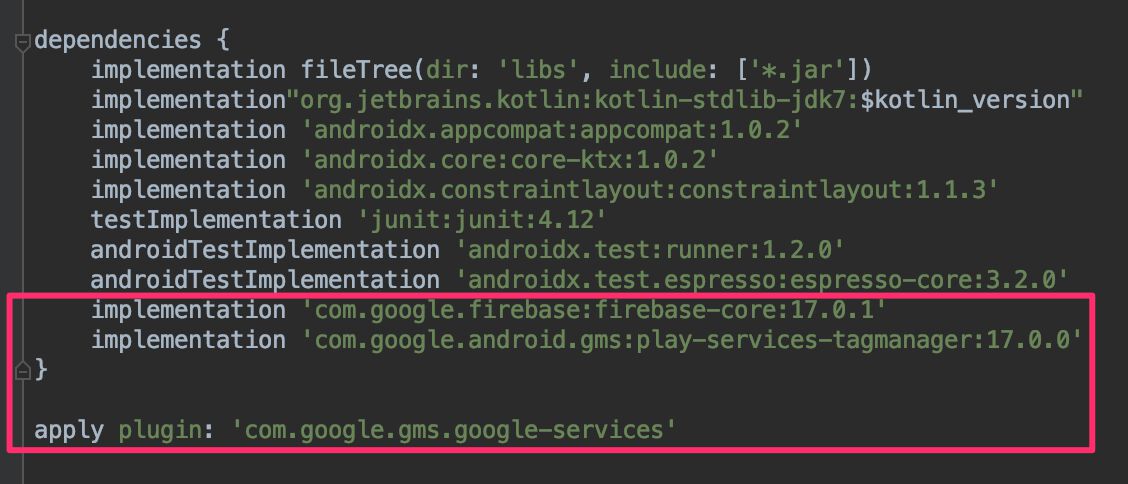 dependencies {
    implementation fileTree(dir: 'libs', include: ['*.jar'])
    implementation"org.jetbrains.kotlin:kotlin-stdlib-jdk7:$kotlin_version"
    implementation 'androidx.appcompat:appcompat:1.0.2'
    implementation 'androidx.core:core-ktx:1.0.2'
    implementation 'androidx.constraintlayout:constraintlayout:1.1.3'
    testImplementation 'junit:junit:4.12'
    androidTestImplementation 'androidx.test:runner:1.2.0'
    androidTestImplementation 'androidx.test.espresso:espresso-core:3.2.0'
    implementation 'com.google.firebase:firebase-core:17.0.1'
    implementation 'com.google.android.gms:play-services-tagmanager:17.0.0'
}
apply plugin: 'com.google.gms.google-services'